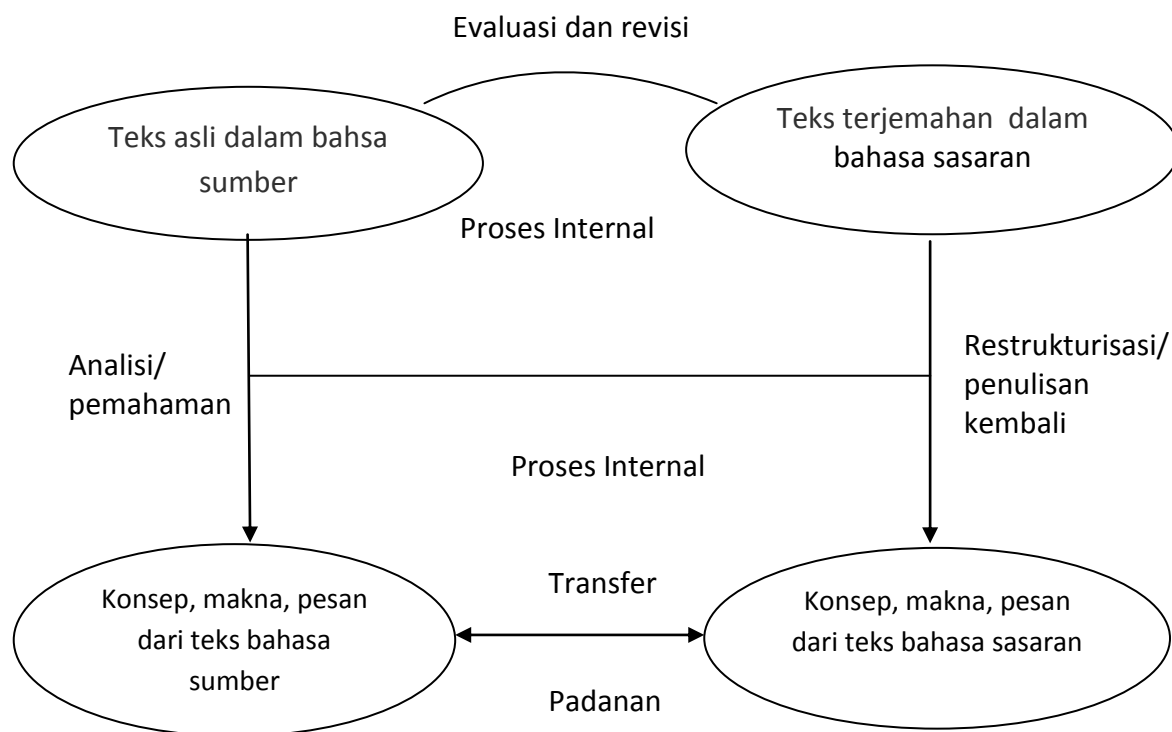 Evaluasi dan revisi
Teks asli dalam bahsa
sumber
Teks terjemahan dalam
bahasa sasaran
Proses Internal
Analisi/
pemahaman
Restrukturisasi/
penulisan
kembali
Proses Internal
Konsep, makna, pesan
dari teks bahasa
sumber
Transfer
Padanan
Konsep, makna, pesan
dari teks bahasa sasaran